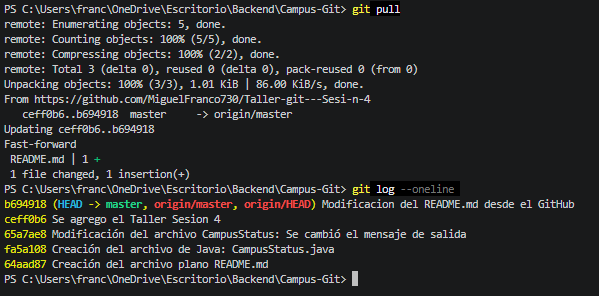 PS C:\Users\franc\OneDrive\Escritorio\Backend\Campus-Git> git pull
remote: Enumerating objects: 5, done.
remote: Counting objects: 100% (5/5), done.
remote: Compressing objects: 100% (2/2), done.
remote: Total 3 (delta 0), reused 0 (delta 0), pack-reused 0 (from 0)
Unpacking objects: 100% (3/3), 1.01 KiB | 86.00 KiB/s, done.
From https://github.com/MiguelFranco730/Taller-git---Sesi-n-4
   ceff0b6..b694918  master     -> origin/master
Updating ceff0b6..b694918
Fast-forward
 README.md | 1 +
 1 file changed, 1 insertion(+)
PS C:\Users\franc\OneDrive\Escritorio\Backend\Campus-Git> git log --oneline
b694918 (HEAD -> master, origin/master, origin/HEAD) Modificacion del README.md desde el GitHub
ceff0b6 Se agrego el Taller Sesion 4
65a7ae8 Modificación del archivo CampusStatus: Se cambió el mensaje de salida
fa5a108 Creación del archivo de Java: CampusStatus.java
64aad87 Creación del archivo plano README.md
PS C:\Users\franc\OneDrive\Escritorio\Backend\Campus-Git>